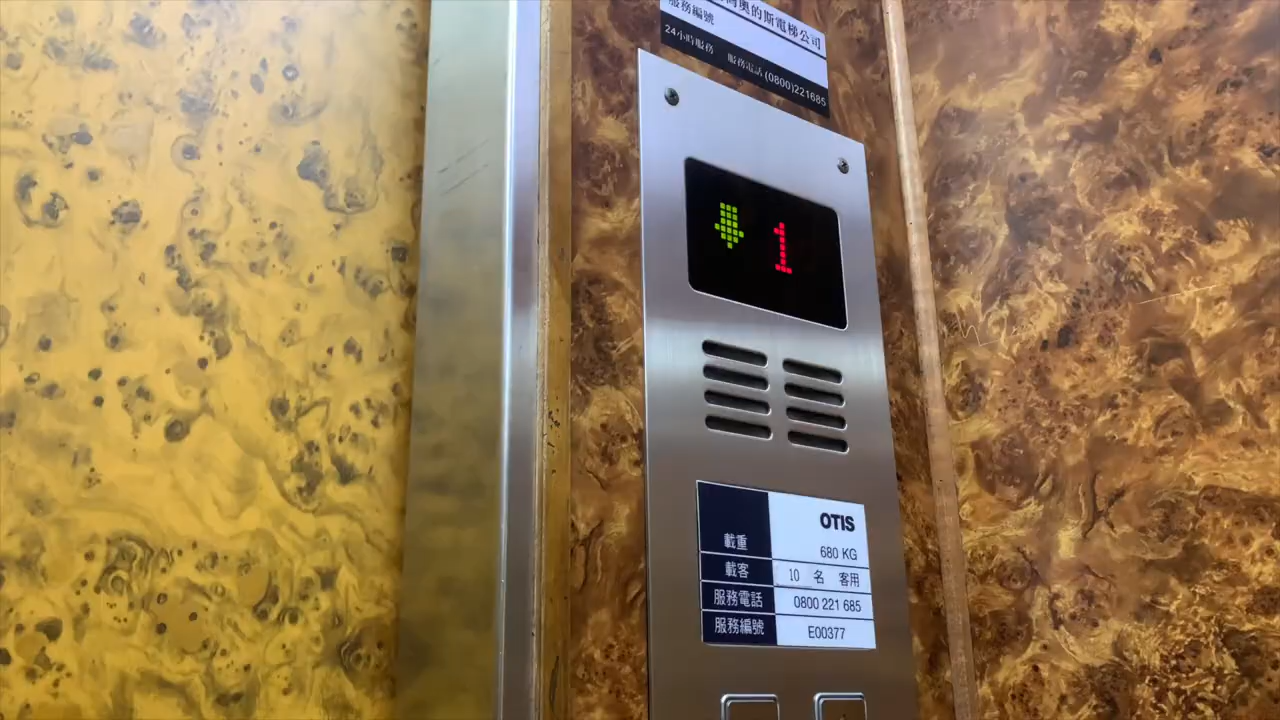 奧的斯電梯公司
服務編號
24小時服務 服務電話 (0800)221685
1
OTIS
載重 680 KG
載客 10 名 客用
服務電話 0800 221 685
服務編號 E00377